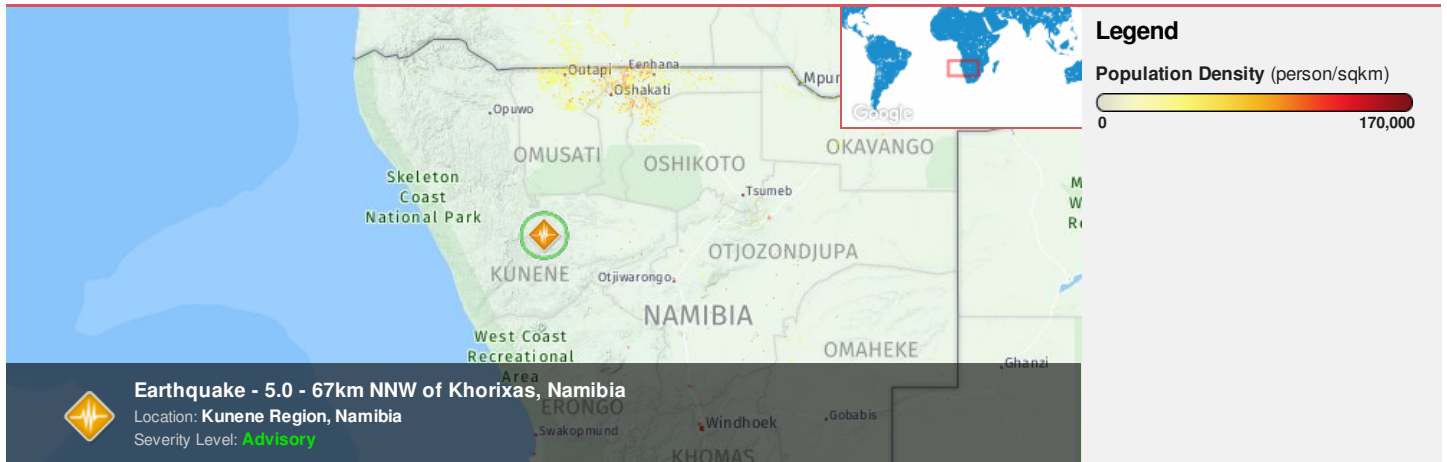 Outapi
Eenhana
Oshakati
Opuwo
OMUSATI
OSHIKOTO
OKAVANGO
Tsumeb
Skeleton
Coast
National Park
KUNENE
Otjiwarongo
OTJOZONDJUPA
NAMIBIA
West Coast
Recreational
Area
OMAHEKE
Ghanzi
ERONGO
Swakopmund
Windhoek
Gobabis
KHOMAS
Google
Earthquake - 5.0 - 67km NNW of Khorixas, Namibia
Location: Kunene Region, Namibia
Severity Level: Advisory
Legend
Population Density (person/sqkm)
0 170,000